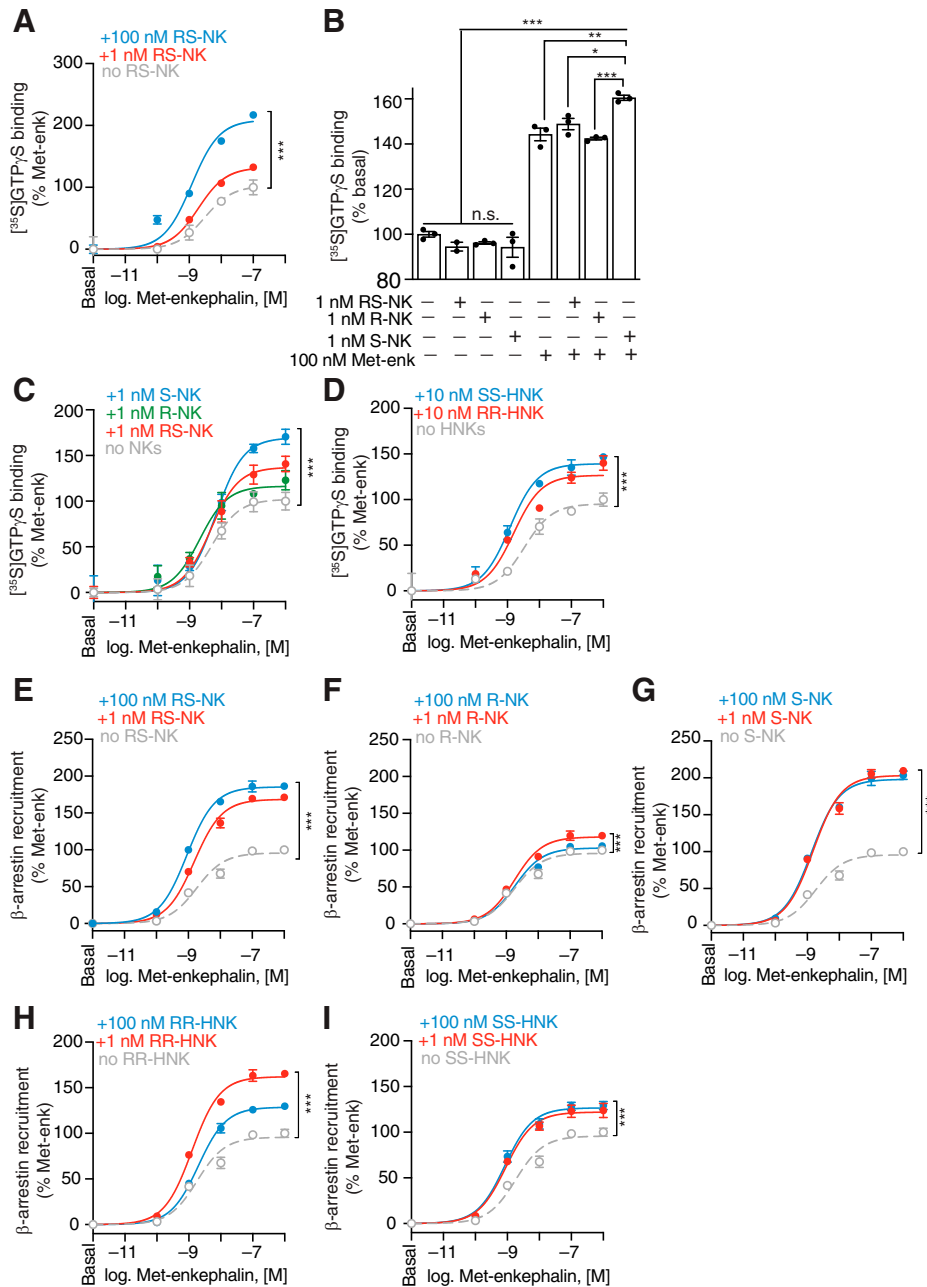 A
+100 nM RS-NK
+1 nM RS-NK
no RS-NK
300
200
100
0
[³⁵S]GTPγS binding
(% Met-enk)
***
Basal
−11
−9
−7
log. Met-enkephalin, [M]
B
***
**
*
***
n.s.
160
140
120
100
80
[³⁵S]GTPγS binding
(% basal)
1 nM RS-NK − + − − − + − −
1 nM R-NK − − + − − − + −
1 nM S-NK − − − + − − − +
100 nM Met-enk − − − − + + + +
C
+1 nM S-NK
+1 nM R-NK
+1 nM RS-NK
no NKs
200
150
100
50
0
[³⁵S]GTPγS binding
(% Met-enk)
***
Basal
−11
−9
−7
log. Met-enkephalin, [M]
D
+10 nM SS-HNK
+10 nM RR-HNK
no HNKs
200
150
100
50
0
[³⁵S]GTPγS binding
(% Met-enk)
***
Basal
−11
−9
−7
log. Met-enkephalin, [M]
E
+100 nM RS-NK
+1 nM RS-NK
no RS-NK
250
200
150
100
50
0
β-arrestin recruitment
(% Met-enk)
***
Basal
−11
−9
−7
log. Met-enkephalin, [M]
F
+100 nM R-NK
+1 nM R-NK
no R-NK
250
200
150
100
50
0
β-arrestin recruitment
(% Met-enk)
***
Basal
−11
−9
−7
log. Met-enkephalin, [M]
G
+100 nM S-NK
+1 nM S-NK
no S-NK
250
200
150
100
50
0
β-arrestin recruitment
(% Met-enk)
Basal
−11
−9
−7
log. Met-enkephalin, [M]
H
+100 nM RR-HNK
+1 nM RR-HNK
no RR-HNK
200
150
100
50
0
β-arrestin recruitment
(% Met-enk)
***
Basal
−11
−9
−7
log. Met-enkephalin, [M]
I
+100 nM SS-HNK
+1 nM SS-HNK
no SS-HNK
200
150
100
50
0
β-arrestin recruitment
(% Met-enk)
***
Basal
−11
−9
−7
log. Met-enkephalin, [M]